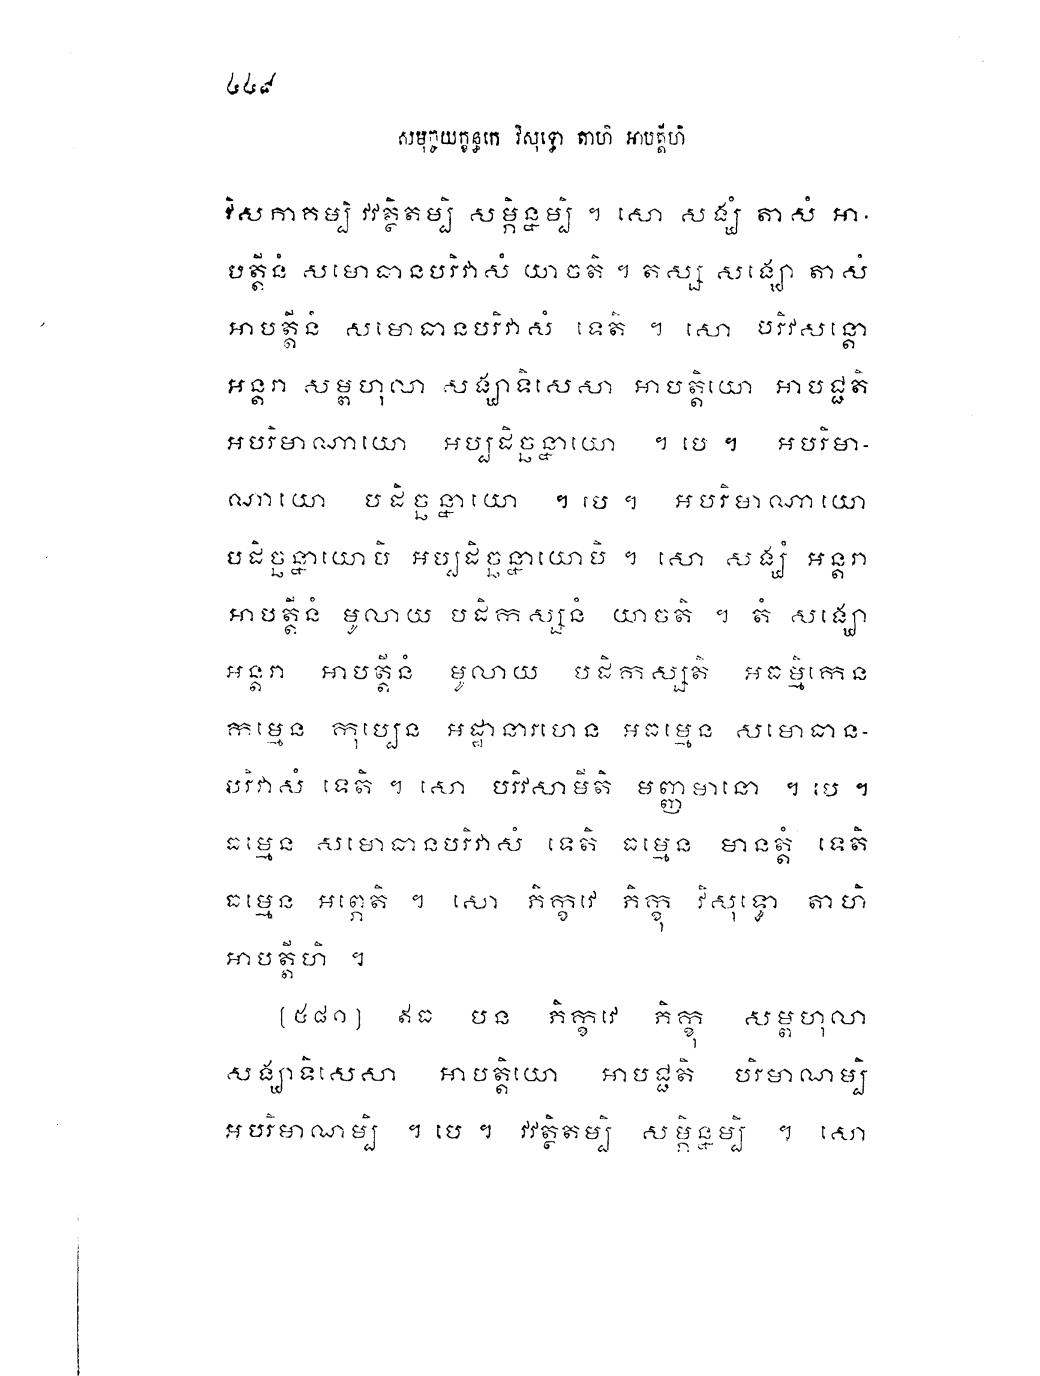 ៤៤៩
សមុច្ចយក្ខន្ធកេ វិសុទ្ធោ តាហិ អាបត្តីហិ
វិសភាគម្បិ វវត្ថិតម្បិ សម្ភិន្នម្បិ ។ សោ សង្ឃំ តាសំ អា-
បត្តីនំ សមោធានបរិវាសំ យាចតិ ។ តស្ស សង្ឃោ តាសំ
អាបត្តីនំ សមោធានបរិវាសំ ទេតិ ។ សោ បរិវសន្តោ
អន្តរា សម្ពហុលា សង្ឃាទិសេសា អាបត្តិយោ អាបជ្ជតិ
អបរិមាណាយោ អប្បដិច្ឆន្នាយោ ។ បេ ។ អបរិមា-
ណាយោ បដិច្ឆន្នាយោ ។ បេ ។ អបរិមាណាយោ
បដិច្ឆន្នាយោបិ អប្បដិច្ឆន្នាយោបិ ។ សោ សង្ឃំ អន្តរា
អាបត្តីនំ មូលាយ បដិកស្សនំ យាចតិ ។ តំ សង្ឃោ
អន្តរា អាបត្តីនំ មូលាយ បដិកស្សតិ អធម្មិកេន
កម្មេន កុប្បេន អដ្ឋានារហេន អធម្មេន សមោធាន-
បរិវាសំ ទេតិ ។ សោ បរិវសាមីតិ មញ្ញមានោ ។ បេ ។
ធម្មេន សមោធានបរិវាសំ ទេតិ ធម្មេន មានត្តំ ទេតិ
ធម្មេន អព្ភេតិ ។ សោ ភិក្ខវេ ភិក្ខុ វិសុទ្ធោ តាហិ
អាបត្តីហិ ។
(៥៨១) ឥធ បន ភិក្ខវេ ភិក្ខុ សម្ពហុលា
សង្ឃាទិសេសា អាបត្តិយោ អាបជ្ជតិ បរិមាណម្បិ
អបរិមាណម្បិ ។ បេ ។ វវត្ថិតម្បិ សម្ភិន្នម្បិ ។ សោ